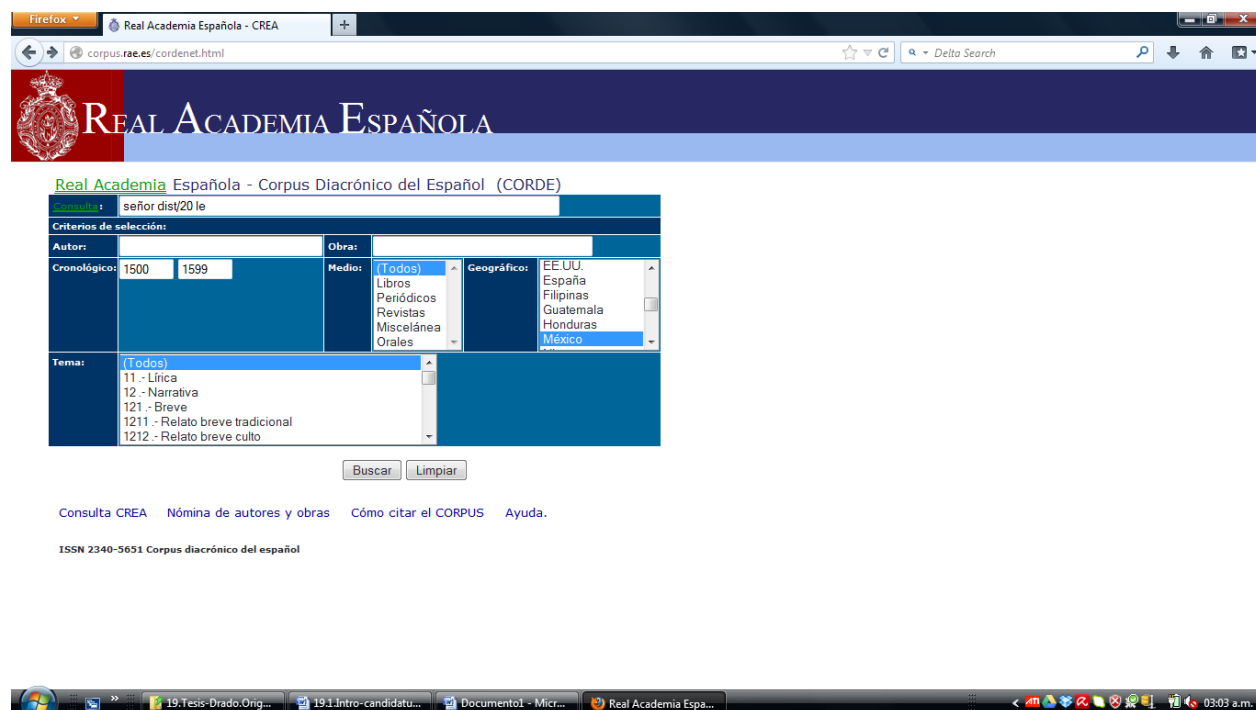 Firefox
Real Academia Española - CREA
corpus.rae.es/cordenet.html
Delta Search
REAL ACADEMIA ESPAÑOLA
Real Academia Española - Corpus Diacrónico del Español (CORDE)
Consulta: señor dist/20 le
Criterios de selección:
Autor: Obra:
Cronológico: 1500 1599
Medio: (Todos)
Libros
Periódicos
Revistas
Miscelánea
Orales
Geográfico: EE.UU.
España
Filipinas
Guatemala
Honduras
México
Tema: (Todos)
11 .- Lírica
12 .- Narrativa
121 .- Breve
1211 .- Relato breve tradicional
1212 .- Relato breve culto
Buscar Limpiar
Consulta CREA Nómina de autores y obras Cómo citar el CORPUS Ayuda.
ISSN 2340-5651 Corpus diacrónico del español
19.Tesis-Drado.Orig... 19.1.Intro-candidatu... Documento1 - Micr... Real Academia Espa... 03:03 a.m.